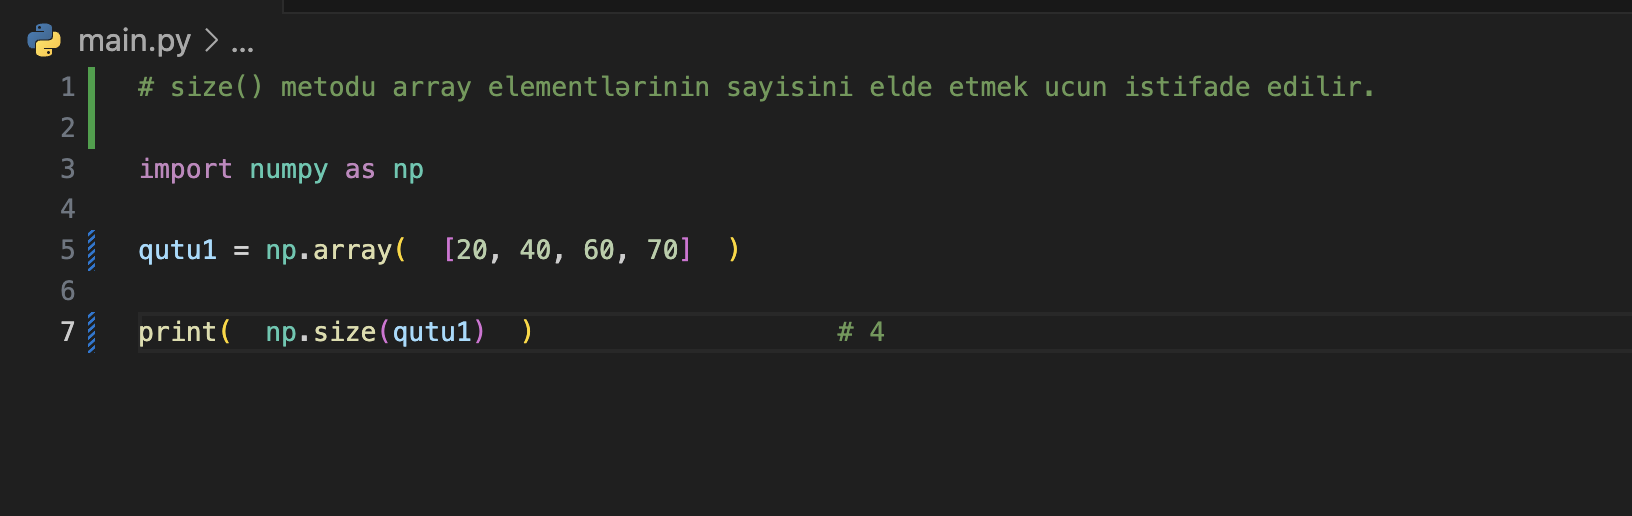 main.py > ...
1 # size() metodu array elementlərinin sayisini elde etmek ucun istifade edilir.
2
3 import numpy as np
4
5 qutu1 = np.array(  [20, 40, 60, 70]  )
6
7 print(  np.size(qutu1)  )                   # 4